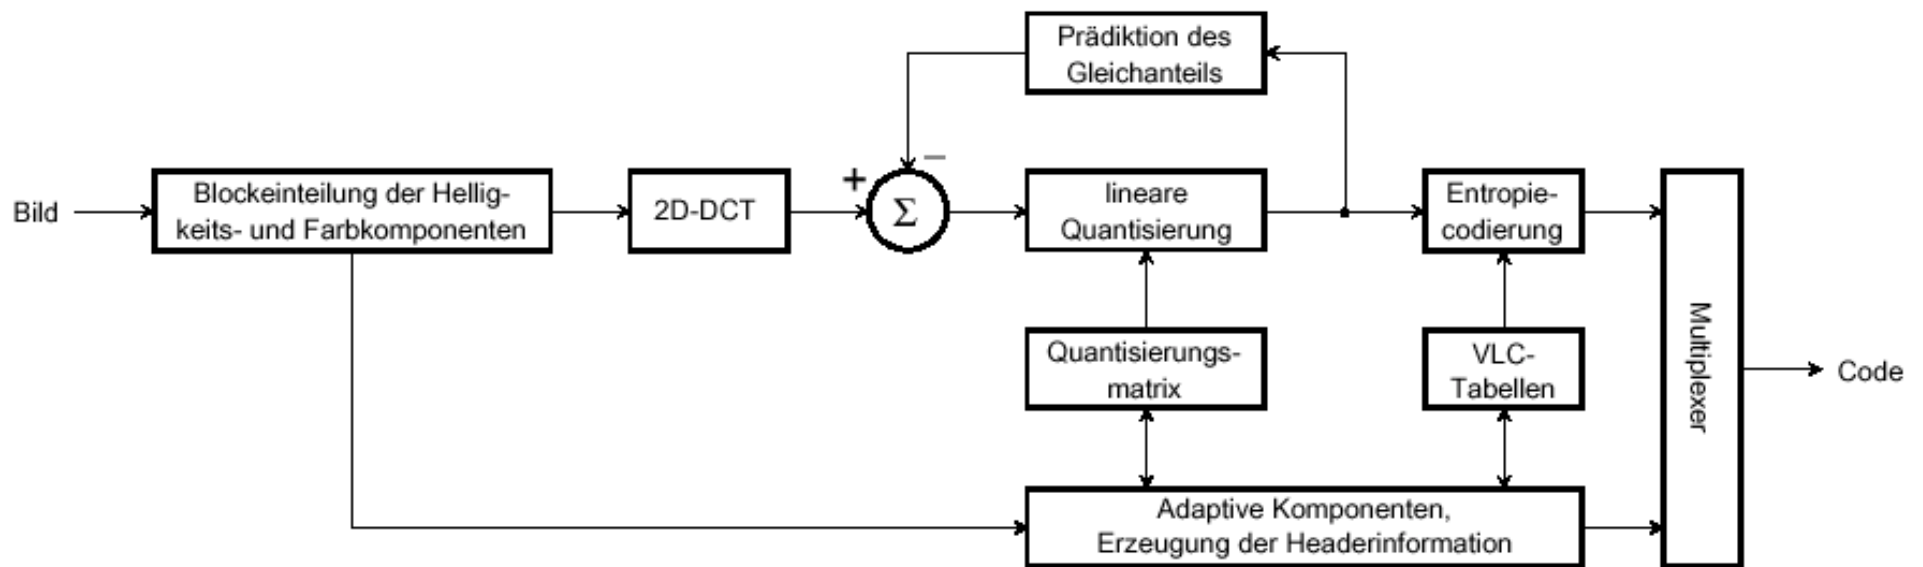 Prädiktion des
Gleichanteils
–
+
Bild
Blockeinteilung der Hellig-
keits- und Farbkomponenten
2D-DCT
Σ
lineare
Quantisierung
Entropie-
codierung
Quantisierungs-
matrix
VLC-
Tabellen
Multiplexer
Code
Adaptive Komponenten,
Erzeugung der Headerinformation